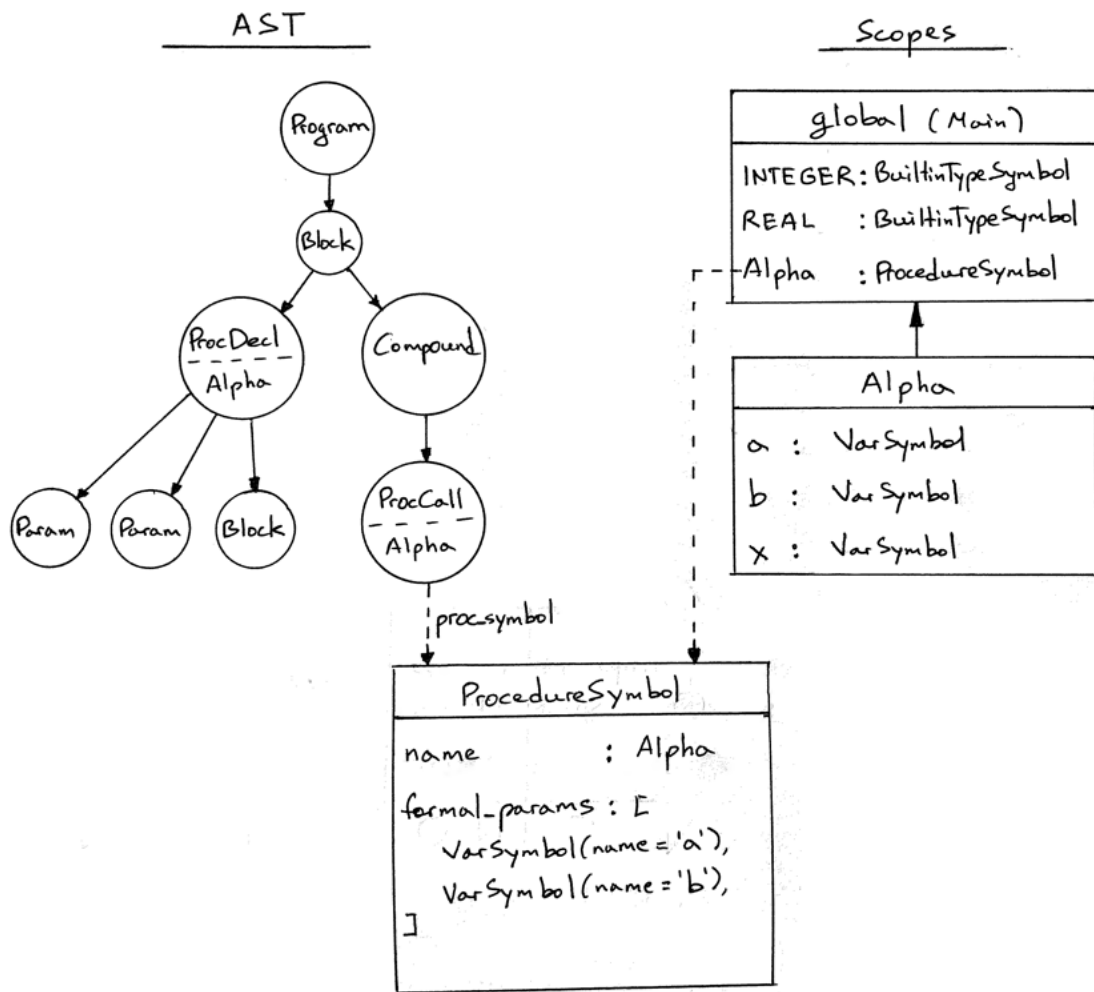 AST
Program
Block
ProcDecl
Alpha
Compound
Param
Param
Block
ProcCall
Alpha
proc_symbol
Scopes
global (Main)
INTEGER : BuiltinTypeSymbol
REAL : BuiltinTypeSymbol
Alpha : ProcedureSymbol
Alpha
a : VarSymbol
b : VarSymbol
x : VarSymbol
ProcedureSymbol
name : Alpha
formal_params : [
VarSymbol(name='a'),
VarSymbol(name='b'),
]